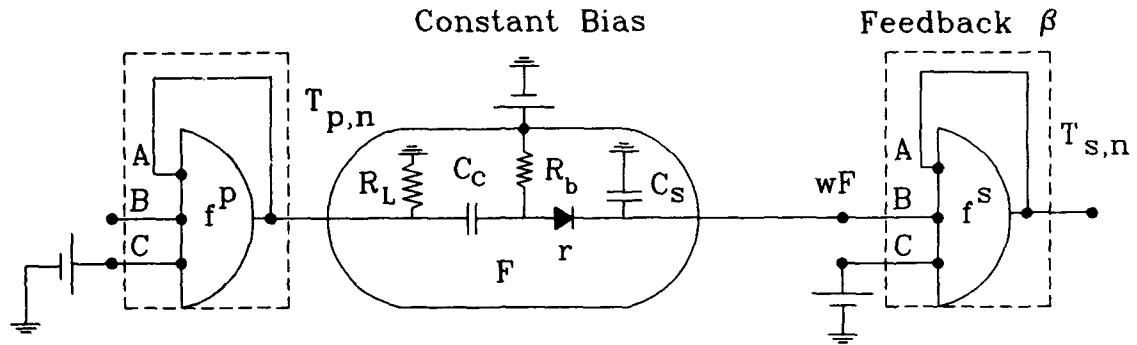 Constant Bias
Feedback β
T_{p,n}
T_{s,n}
A
B
C
f^p
R_L
C_c
R_b
C_s
r
F
wF
A
B
C
f^s